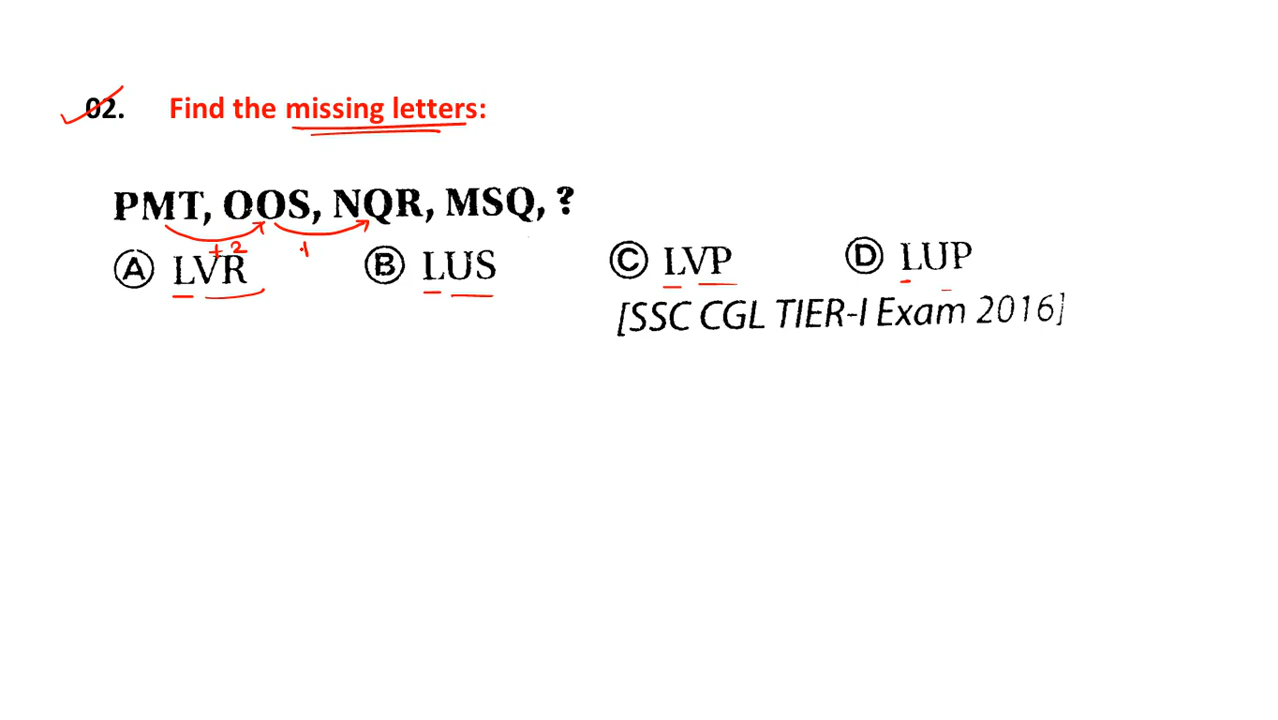 02. Find the missing letters:
PMT, OOS, NQR, MSQ, ?
+2
Ⓐ LVR Ⓑ LUS Ⓒ LVP Ⓓ LUP
[SSC CGL TIER-I Exam 2016]